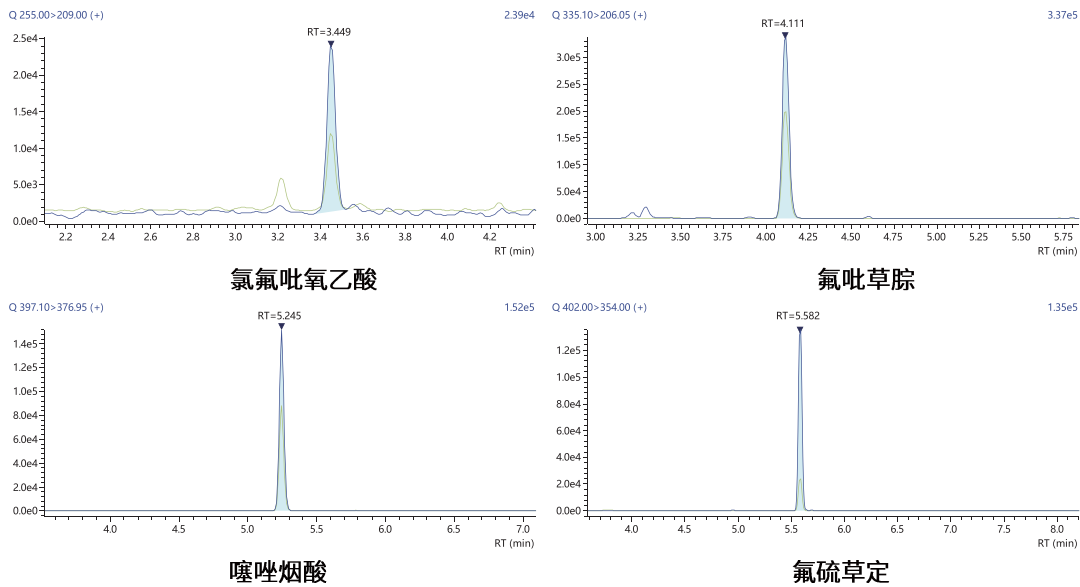 Q 255.00>209.00 (+) 2.39e4
RT=3.449
2.5e4
2.0e4
1.5e4
1.0e4
5.0e3
0.0e0
2.2 2.4 2.6 2.8 3.0 3.2 3.4 3.6 3.8 4.0 4.2
RT (min)
氯氟吡氧乙酸
Q 335.10>206.05 (+) 3.37e5
RT=4.111
3.0e5
2.5e5
2.0e5
1.5e5
1.0e5
5.0e4
0.0e0
3.00 3.25 3.50 3.75 4.00 4.25 4.50 4.75 5.00 5.25 5.50 5.75
RT (min)
氟吡草腙
Q 397.10>376.95 (+) 1.52e5
RT=5.245
1.4e5
1.2e5
1.0e5
8.0e4
6.0e4
4.0e4
2.0e4
0.0e0
4.0 4.5 5.0 5.5 6.0 6.5 7.0
RT (min)
噻唑烟酸
Q 402.00>354.00 (+) 1.35e5
RT=5.582
1.2e5
1.0e5
8.0e4
6.0e4
4.0e4
2.0e4
0.0e0
4.0 4.5 5.0 5.5 6.0 6.5 7.0 7.5 8.0
RT (min)
氟硫草定